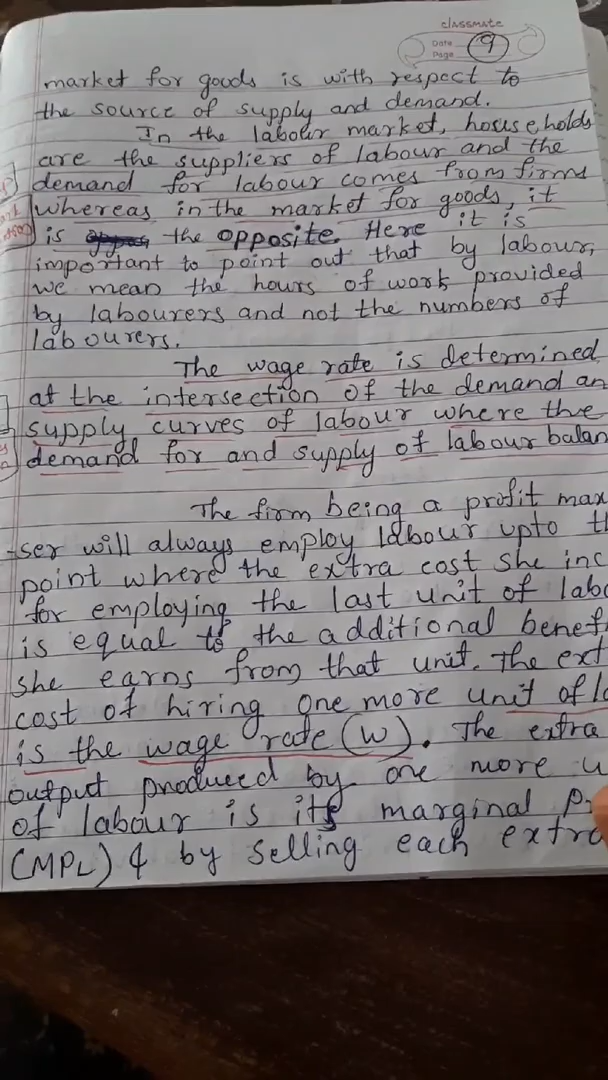 classmate
Date
Page
9
market for goods is with respect to
the source of supply and demand.
In the labour market, households
are the suppliers of labour and the
demand for labour comes from firms
whereas in the market for goods, it
is the opposite. Here it is
important to point out that by labour,
we mean the hours of work provided
by labourers and not the numbers of
labourers.
The wage rate is determined
at the intersection of the demand an
supply curves of labour where the
demand for and supply of labour balan
The firm being a profit max
-ser will always employ labour upto th
point where the extra cost she inc
for employing the last unit of labo
is equal to the additional benef
she earns from that unit. The ext
cost of hiring one more unit of la
is the wage rate (W). The extra
output produced by one more u
of labour is its marginal pr
(MPL) & by selling each extra